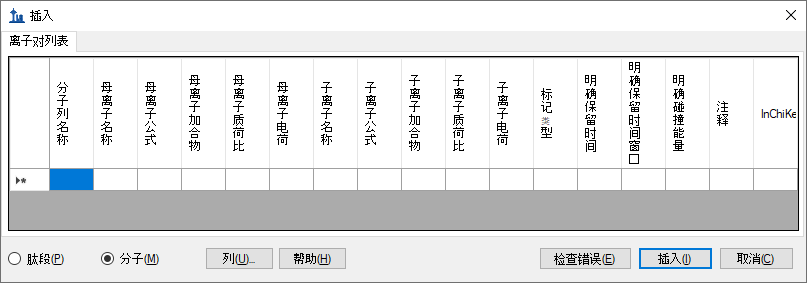 插入
离子对列表
分子列名称
母离子名称
母离子公式
母离子加合物
母离子质荷比
母离子电荷
子离子名称
子离子公式
子离子加合物
子离子质荷比
子离子电荷
标记类型
明确保留时间
明确保留时间窗口
明确碰撞能量
注释
InChiKe
肽段(P)
分子(M)
列(U)...
帮助(H)
检查错误(E)
插入(I)
取消(C)